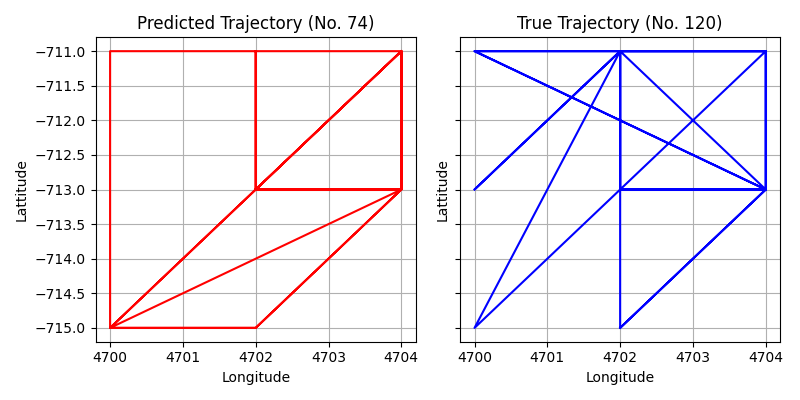 Predicted Trajectory (No. 74)
True Trajectory (No. 120)
−711.0
−711.5
−712.0
−712.5
−713.0
−713.5
−714.0
−714.5
−715.0
Lattitude
Lattitude
4700 4701 4702 4703 4704
4700 4701 4702 4703 4704
Longitude
Longitude